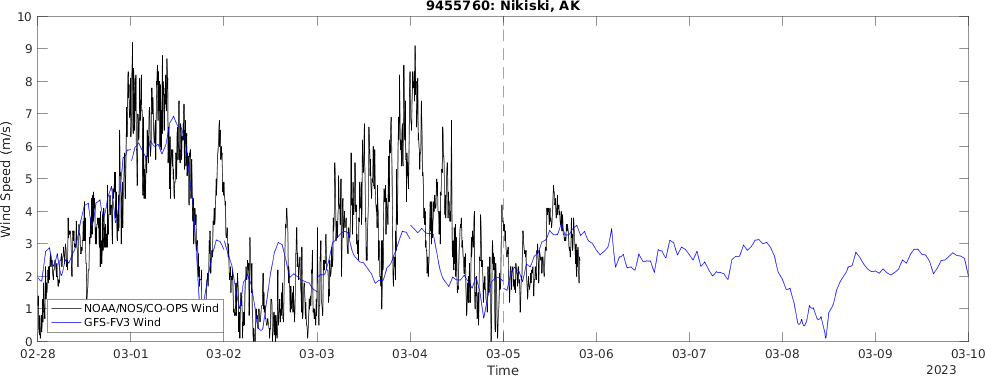 9455760: Nikiski, AK
10
9
8
7
6
5
4
3
2
1
0
Wind Speed (m/s)
NOAA/NOS/CO-OPS Wind
GFS-FV3 Wind
02-28 03-01 03-02 03-03 03-04 03-05 03-06 03-07 03-08 03-09 03-10
Time
2023